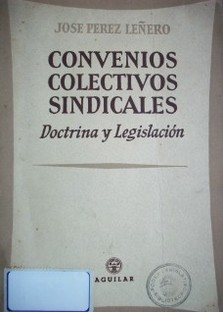 JOSE PEREZ LEÑERO
CONVENIOS
COLECTIVOS
SINDICALES
Doctrina y Legislación
AGUILAR